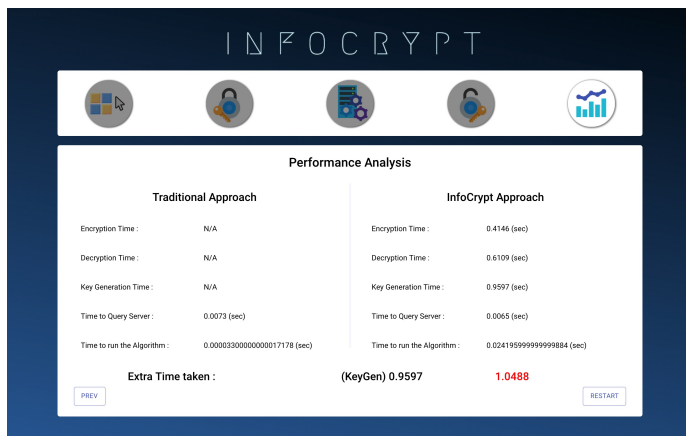 INFOCRYPT
Performance Analysis
Traditional Approach
Encryption Time : N/A
Decryption Time : N/A
Key Generation Time : N/A
Time to Query Server : 0.0073 (sec)
Time to run the Algorithm : 0.00003300000000017178 (sec)
InfoCrypt Approach
Encryption Time : 0.4146 (sec)
Decryption Time : 0.6109 (sec)
Key Generation Time : 0.9597 (sec)
Time to Query Server : 0.0065 (sec)
Time to run the Algorithm : 0.024195999999999884 (sec)
Extra Time taken : (KeyGen) 0.9597 1.0488
PREV RESTART